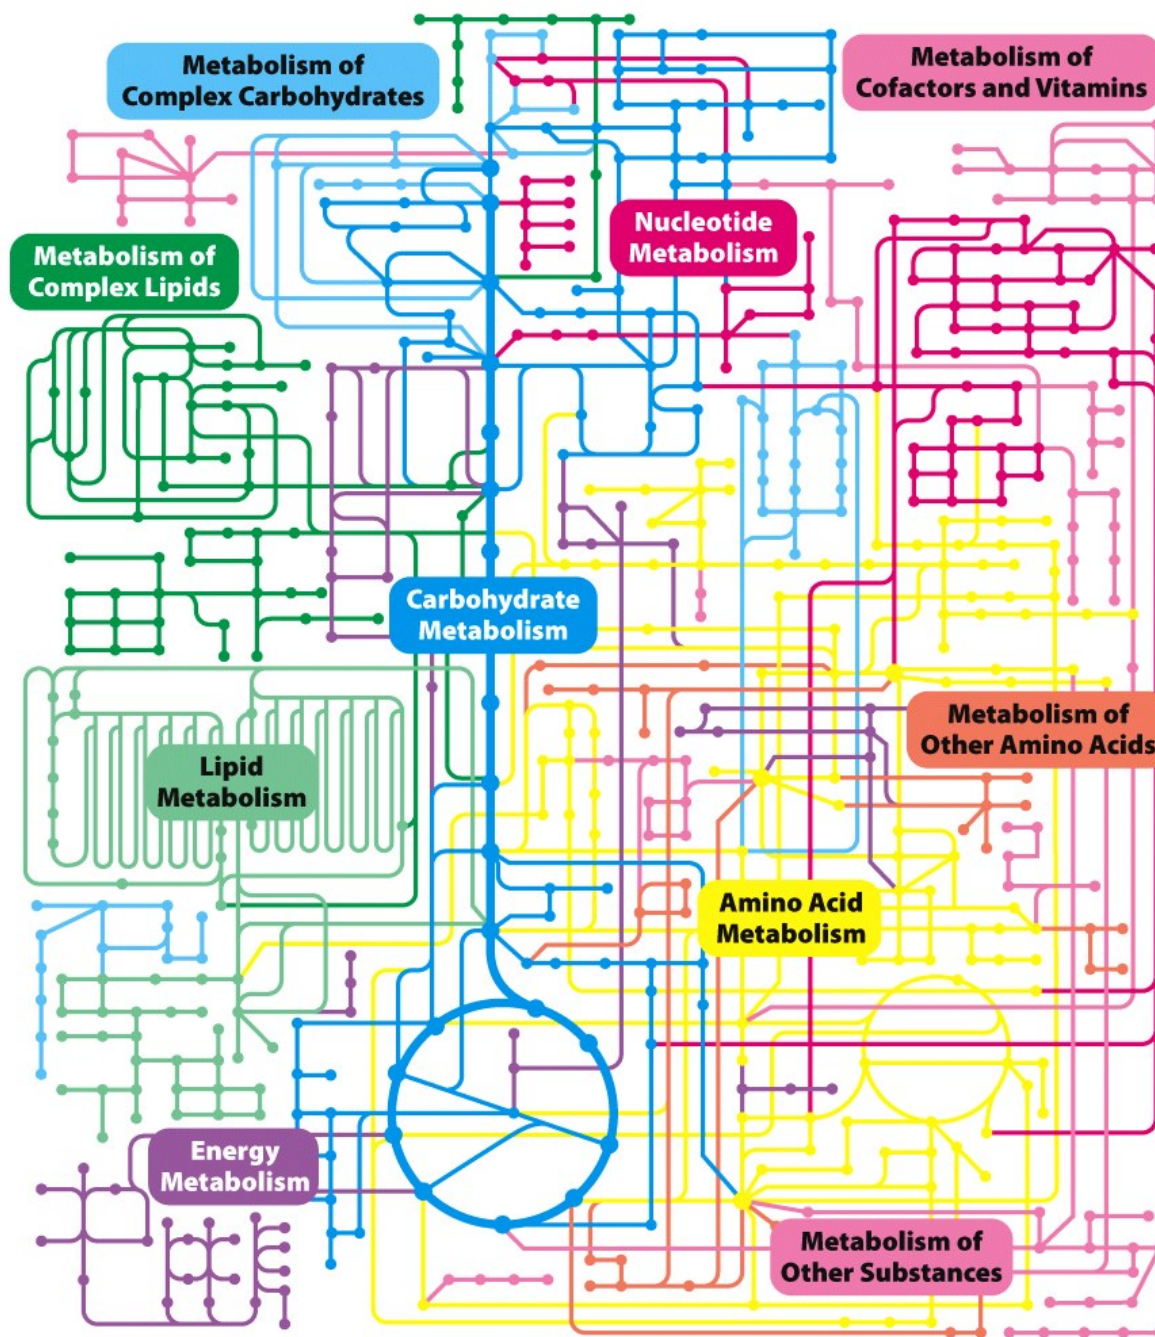 Metabolism of
Complex Carbohydrates
Metabolism of
Cofactors and Vitamins
Nucleotide
Metabolism
Metabolism of
Complex Lipids
Carbohydrate
Metabolism
Metabolism of
Other Amino Acids
Lipid
Metabolism
Amino Acid
Metabolism
Energy
Metabolism
Metabolism of
Other Substances